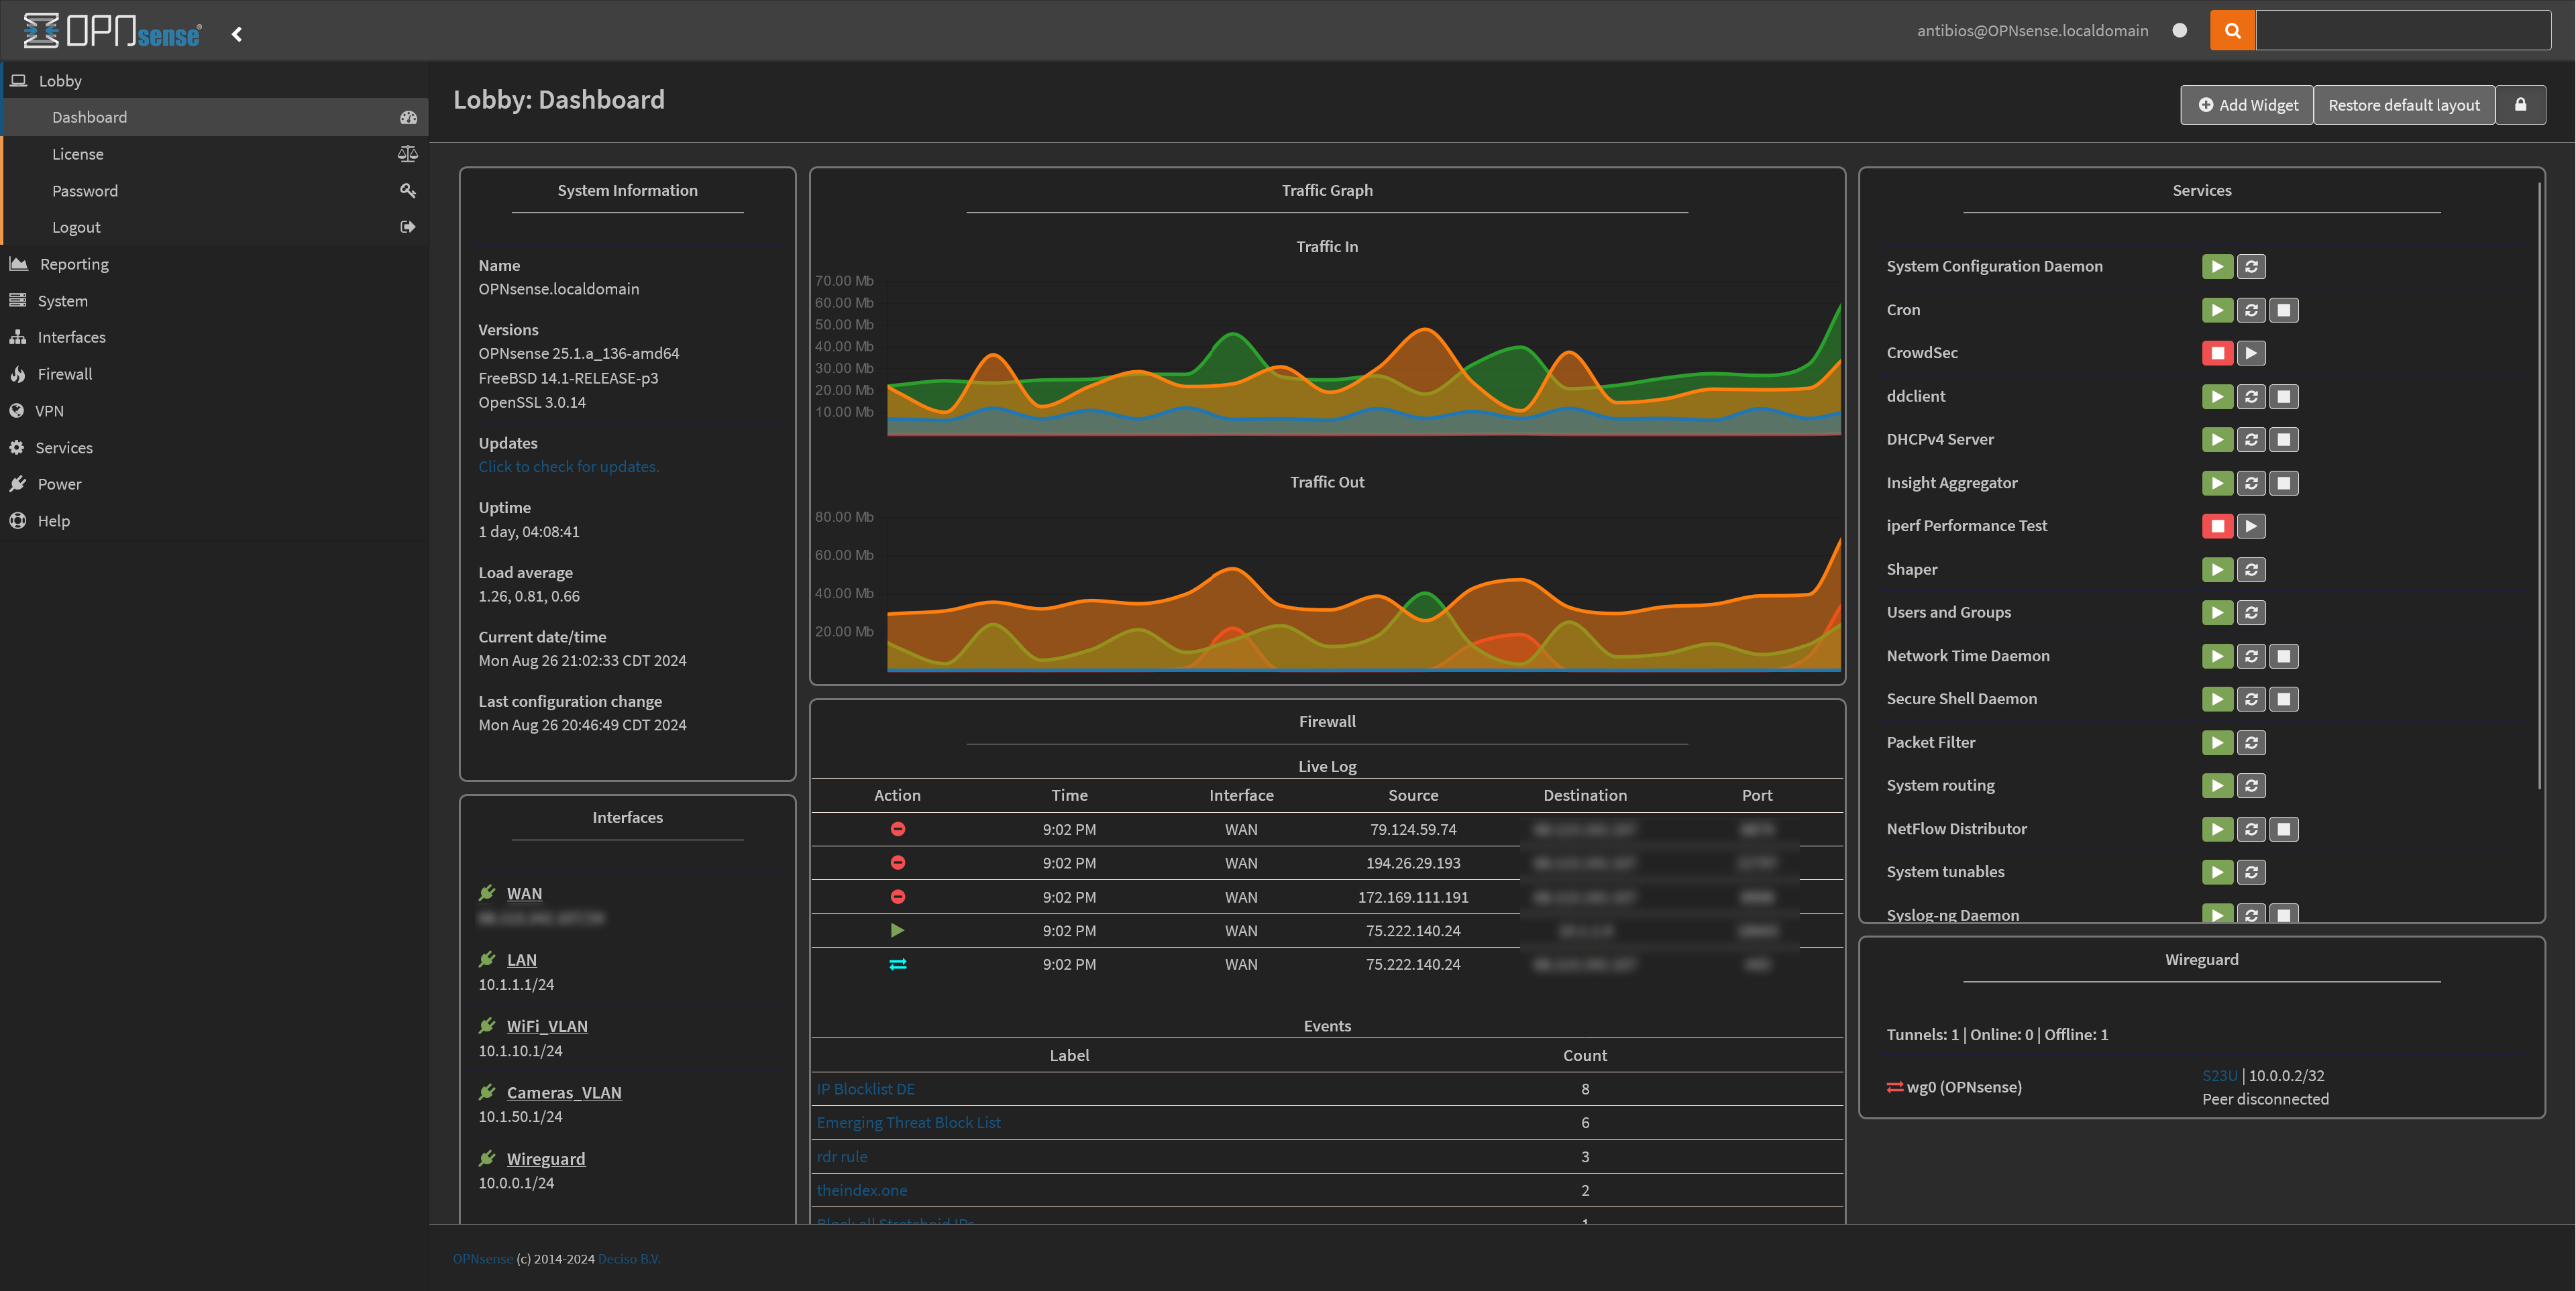 OPNsense®
antibios@OPNsense.localdomain
Lobby
Dashboard
License
Password
Logout
Reporting
System
Interfaces
Firewall
VPN
Services
Power
Help
Lobby: Dashboard
Add Widget
Restore default layout
System Information
Name
OPNsense.localdomain
Versions
OPNsense 25.1.a_136-amd64
FreeBSD 14.1-RELEASE-p3
OpenSSL 3.0.14
Updates
Click to check for updates.
Uptime
1 day, 04:08:41
Load average
1.26, 0.81, 0.66
Current date/time
Mon Aug 26 21:02:33 CDT 2024
Last configuration change
Mon Aug 26 20:46:49 CDT 2024
Interfaces
WAN
LAN
10.1.1.1/24
WiFi_VLAN
10.1.10.1/24
Cameras_VLAN
10.1.50.1/24
Wireguard
10.0.0.1/24
Traffic Graph
Traffic In
70.00 Mb
60.00 Mb
50.00 Mb
40.00 Mb
30.00 Mb
20.00 Mb
10.00 Mb
Traffic Out
80.00 Mb
60.00 Mb
40.00 Mb
20.00 Mb
Firewall
Live Log
Action Time Interface Source Destination Port
9:02 PM WAN 79.124.59.74
9:02 PM WAN 194.26.29.193
9:02 PM WAN 172.169.111.191
9:02 PM WAN 75.222.140.24
9:02 PM WAN 75.222.140.24
Events
Label Count
IP Blocklist DE 8
Emerging Threat Block List 6
rdr rule 3
theindex.one 2
Block all Stretchoid IPs 1
Services
System Configuration Daemon
Cron
CrowdSec
ddclient
DHCPv4 Server
Insight Aggregator
iperf Performance Test
Shaper
Users and Groups
Network Time Daemon
Secure Shell Daemon
Packet Filter
System routing
NetFlow Distributor
System tunables
Syslog-ng Daemon
Wireguard
Tunnels: 1 | Online: 0 | Offline: 1
wg0 (OPNsense)
S23U | 10.0.0.2/32
Peer disconnected
OPNsense (c) 2014-2024 Deciso B.V.